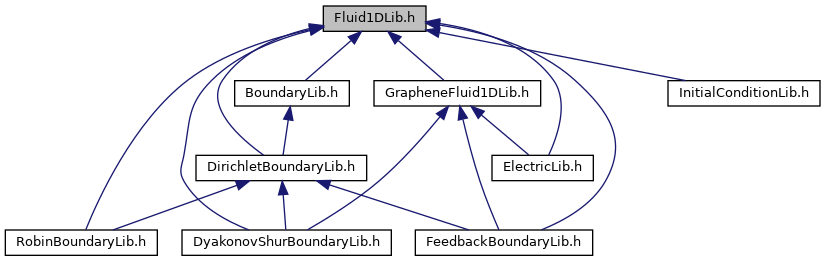 Fluid1DLib.h
BoundaryLib.h
GrapheneFluid1DLib.h
InitialConditionLib.h
DirichletBoundaryLib.h
ElectricLib.h
RobinBoundaryLib.h
DyakonovShurBoundaryLib.h
FeedbackBoundaryLib.h